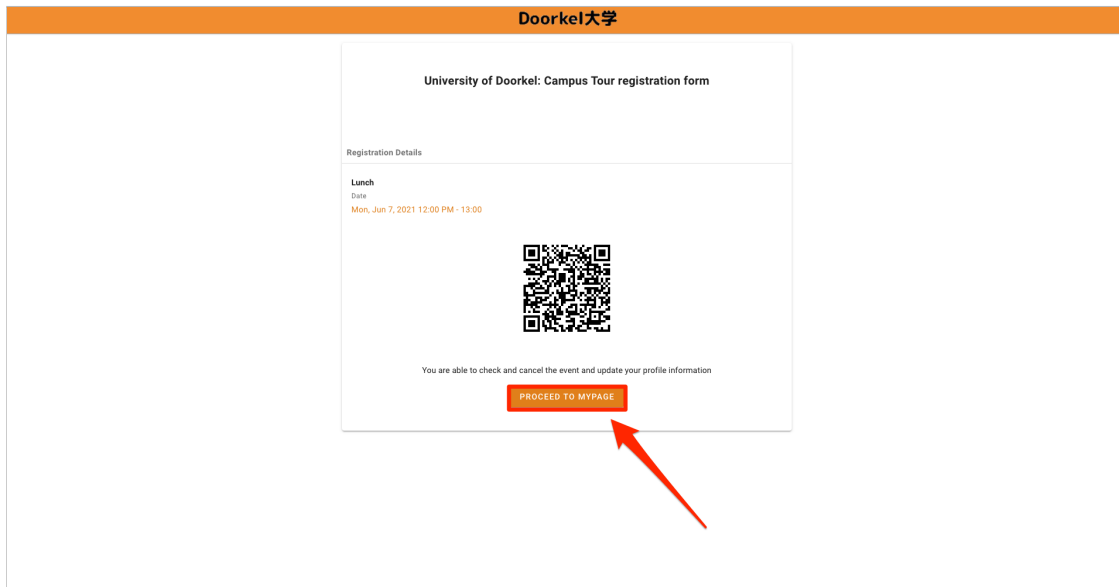 Doorkel大学
University of Doorkel: Campus Tour registration form
Registration Details
Lunch
Date
Mon, Jun 7, 2021 12:00 PM - 13:00
You are able to check and cancel the event and update your profile information
PROCEED TO MYPAGE